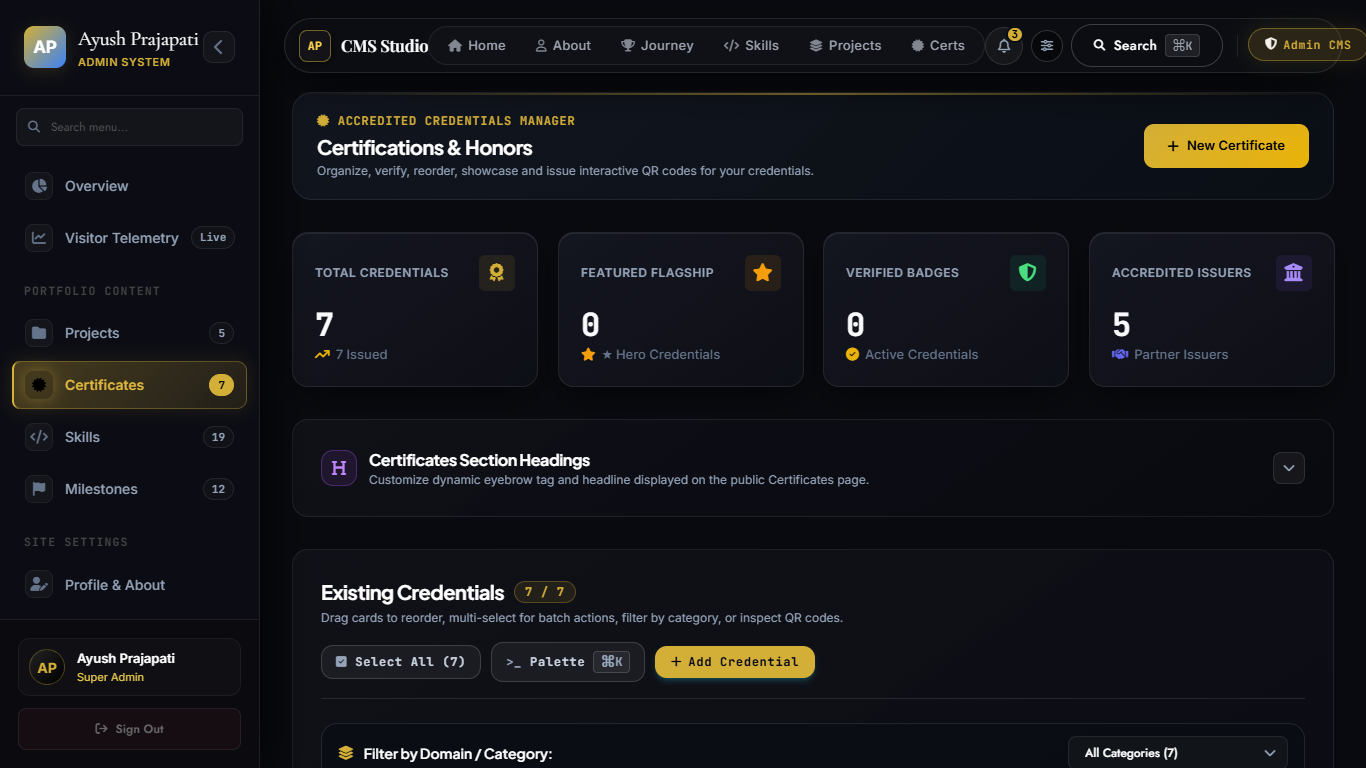 AP Ayush Prajapati
ADMIN SYSTEM
Search menu...
Overview
Visitor Telemetry Live
PORTFOLIO CONTENT
Projects 5
Certificates 7
Skills 19
Milestones 12
SITE SETTINGS
Profile & About
AP Ayush Prajapati
Super Admin
Sign Out
AP CMS Studio Home About Journey Skills Projects Certs 3 Search ⌘K Admin CMS
ACCREDITED CREDENTIALS MANAGER
Certifications & Honors
Organize, verify, reorder, showcase and issue interactive QR codes for your credentials.
+ New Certificate
TOTAL CREDENTIALS
7
7 Issued
FEATURED FLAGSHIP
0
★ Hero Credentials
VERIFIED BADGES
0
Active Credentials
ACCREDITED ISSUERS
5
Partner Issuers
H Certificates Section Headings
Customize dynamic eyebrow tag and headline displayed on the public Certificates page.
Existing Credentials 7 / 7
Drag cards to reorder, multi-select for batch actions, filter by category, or inspect QR codes.
Select All (7) >_ Palette ⌘K + Add Credential
Filter by Domain / Category: All Categories (7)